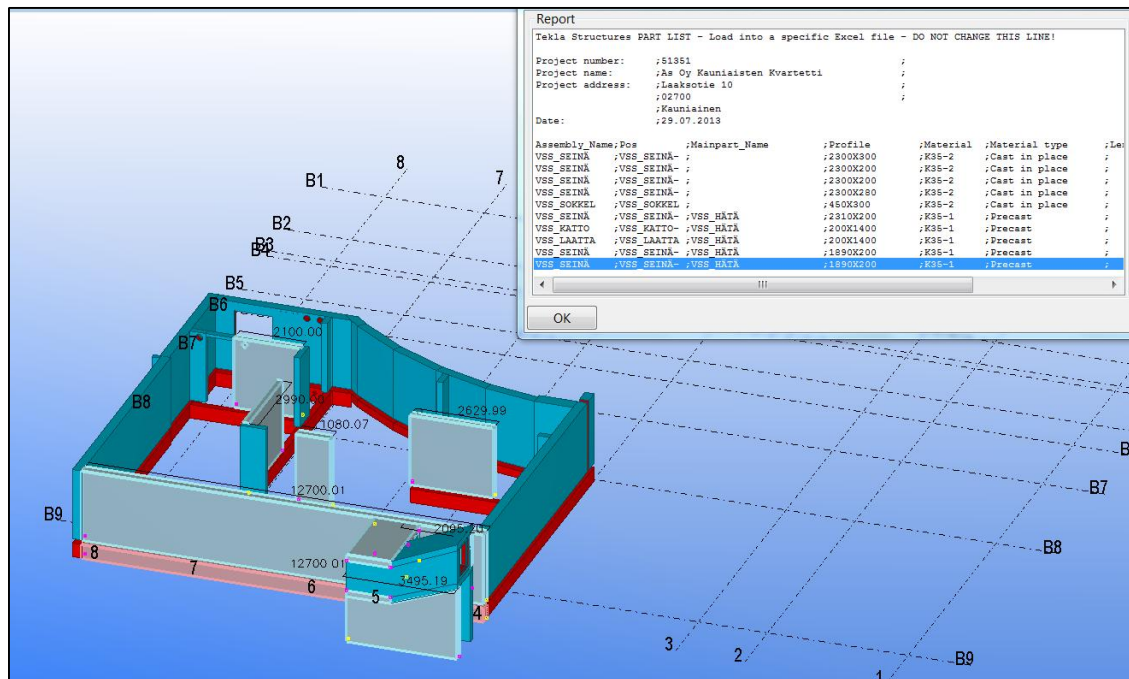 Report
Tekla Structures PART LIST - Load into a specific Excel file - DO NOT CHANGE THIS LINE!
Project number: ;51351 ;
Project name: ;As Oy Kauniaisten Kvartetti ;
Project address: ;Laaksotie 10 ;
;02700 ;
;Kauniainen
Date: ;29.07.2013
Assembly_Name;Pos ;Mainpart_Name ;Profile ;Material ;Material type ;Le
VSS_SEINÄ ;VSS_SEINÄ- ; ;2300X300 ;K35-2 ;Cast in place ;
VSS_SEINÄ ;VSS_SEINÄ- ; ;2300X200 ;K35-2 ;Cast in place ;
VSS_SEINÄ ;VSS_SEINÄ- ; ;2300X200 ;K35-2 ;Cast in place ;
VSS_SEINÄ ;VSS_SEINÄ- ; ;2300X280 ;K35-2 ;Cast in place ;
VSS_SOKKEL ;VSS_SOKKEL ; ;450X300 ;K35-2 ;Cast in place ;
VSS_SEINÄ ;VSS_SEINÄ- ;VSS_HÄTÄ ;2310X200 ;K35-1 ;Precast ;
VSS_KATTO ;VSS_KATTO- ;VSS_HÄTÄ ;200X1400 ;K35-1 ;Precast ;
VSS_LAATTA ;VSS_LAATTA ;VSS_HÄTÄ ;200X1400 ;K35-1 ;Precast ;
VSS_SEINÄ ;VSS_SEINÄ- ;VSS_HÄTÄ ;1890X200 ;K35-1 ;Precast ;
VSS_SEINÄ ;VSS_SEINÄ- ;VSS_HÄTÄ ;1890X200 ;K35-1 ;Precast ;
OK
8
7
B1
B2
B3
B4
B5
B6
B7
2100.00
B8
2990.00
2629.99
1080.07
B
B7
12700.01
B9
2095.20
B8
8
7
12700.01
6
3495.19
5
4
3
2
B9
1